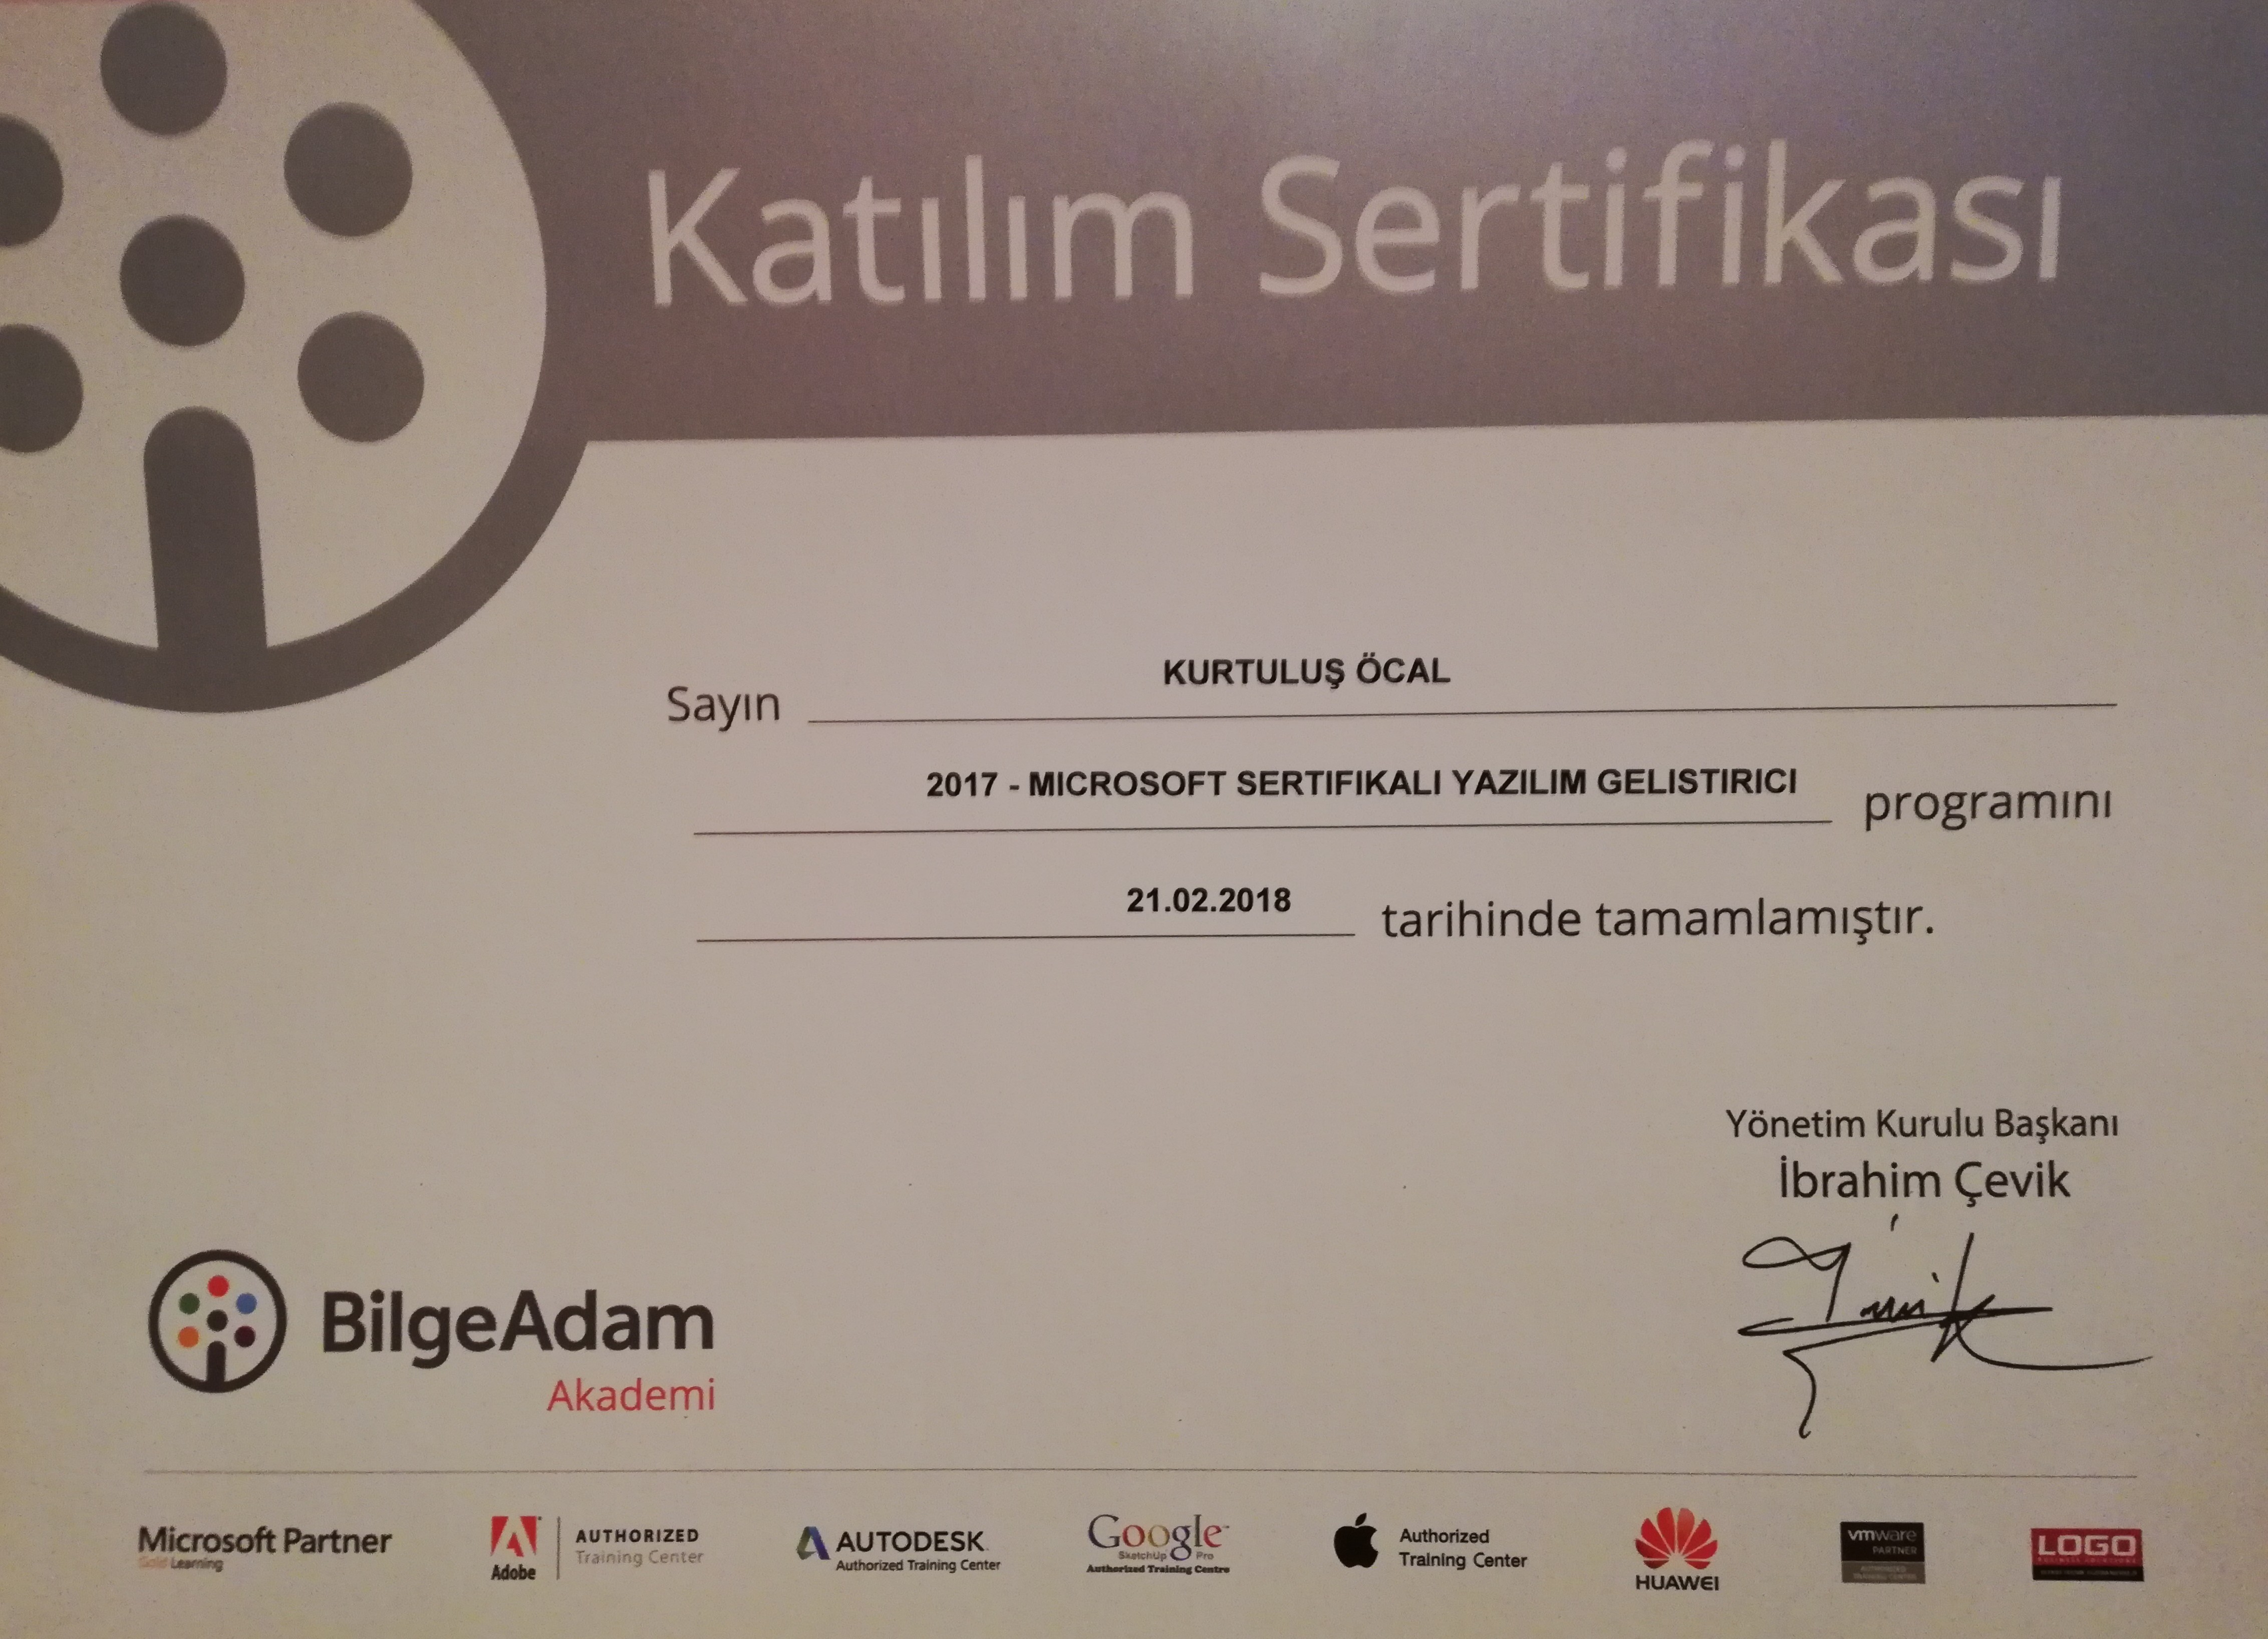 Katılım Sertifikası
Sayın KURTULUŞ ÖCAL
2017 - MICROSOFT SERTIFIKALI YAZILIM GELISTIRICI programını
21.02.2018 tarihinde tamamlamıştır.
Yönetim Kurulu Başkanı
İbrahim Çevik
BilgeAdam
Akademi
Microsoft Partner
Gold Learning
Adobe
AUTHORIZED
Training Center
AUTODESK
Authorized Training Center
Google
SketchUp Pro
Authorized Training Centre
Authorized
Training Center
HUAWEI
vmware
PARTNER
LOGO